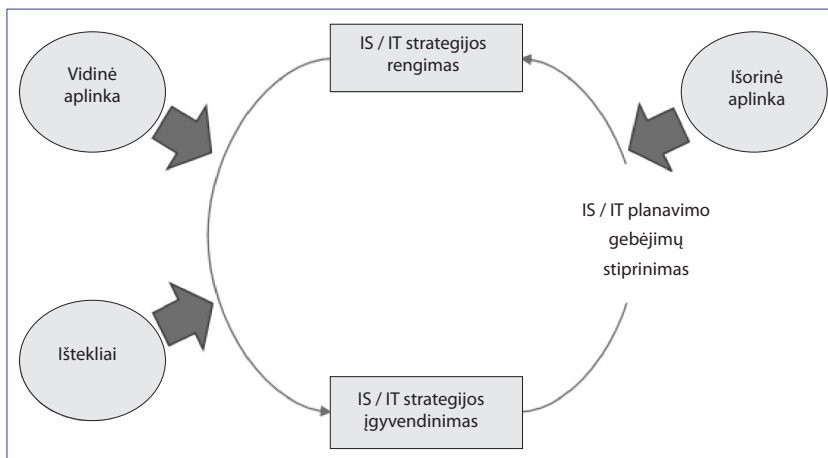 IS / IT strategijos
rengimas
Vidinė
aplinka
Išorinė
aplinka
IS / IT planavimo
gebėjimų
stiprinimas
Ištekliai
IS / IT strategijos
įgyvendinimas